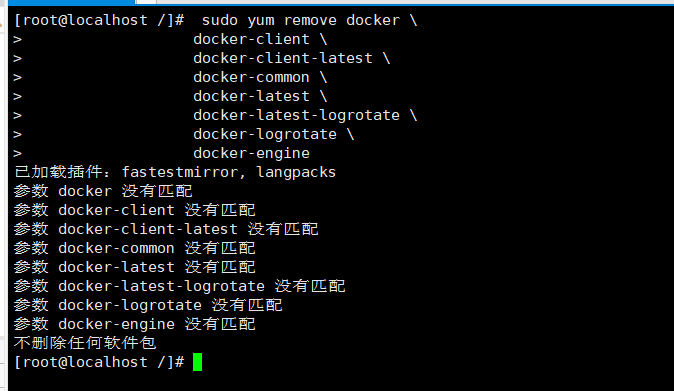 [root@localhost /]#  sudo yum remove docker \
>                   docker-client \
>                   docker-client-latest \
>                   docker-common \
>                   docker-latest \
>                   docker-latest-logrotate \
>                   docker-logrotate \
>                   docker-engine
已加载插件：fastestmirror, langpacks
参数 docker 没有匹配
参数 docker-client 没有匹配
参数 docker-client-latest 没有匹配
参数 docker-common 没有匹配
参数 docker-latest 没有匹配
参数 docker-latest-logrotate 没有匹配
参数 docker-logrotate 没有匹配
参数 docker-engine 没有匹配
不删除任何软件包
[root@localhost /]#